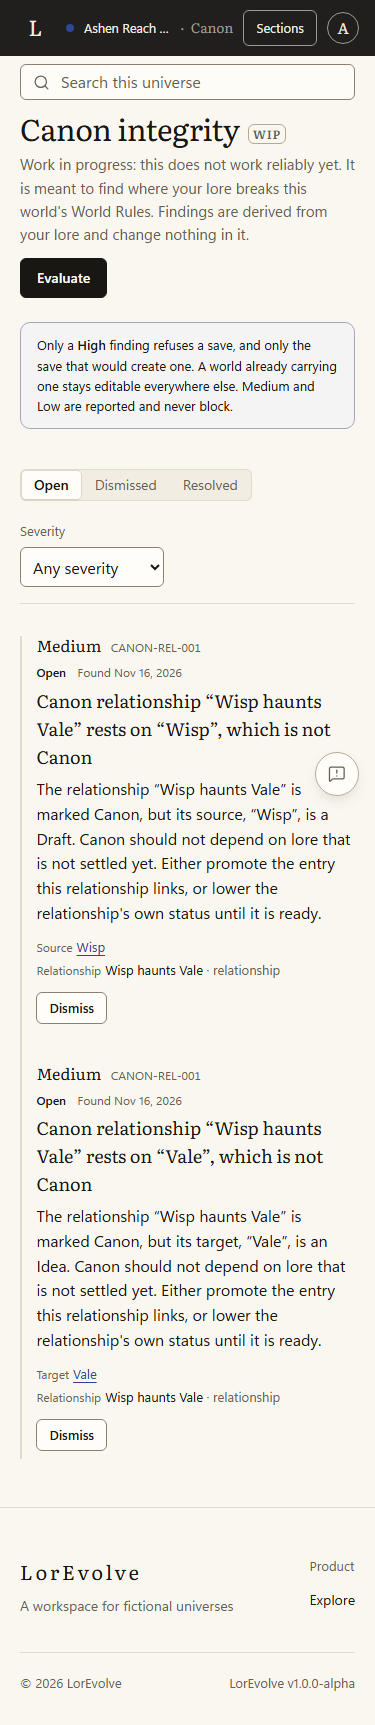 L Ashen Reach ... · Canon Sections A
Search this universe
Canon integrity WIP
Work in progress: this does not work reliably yet. It
is meant to find where your lore breaks this
world's World Rules. Findings are derived from
your lore and change nothing in it.
Evaluate
Only a High finding refuses a save, and only the
save that would create one. A world already carrying
one stays editable everywhere else. Medium and
Low are reported and never block.
Open Dismissed Resolved
Severity
Any severity
Medium CANON-REL-001
Open Found Nov 16, 2026
Canon relationship “Wisp haunts
Vale” rests on “Wisp”, which is not
Canon
The relationship “Wisp haunts Vale” is
marked Canon, but its source, “Wisp”, is a
Draft. Canon should not depend on lore that
is not settled yet. Either promote the entry
this relationship links, or lower the
relationship's own status until it is ready.
Source Wisp
Relationship Wisp haunts Vale · relationship
Dismiss
Medium CANON-REL-001
Open Found Nov 16, 2026
Canon relationship “Wisp haunts
Vale” rests on “Vale”, which is not
Canon
The relationship “Wisp haunts Vale” is
marked Canon, but its target, “Vale”, is an
Idea. Canon should not depend on lore that
is not settled yet. Either promote the entry
this relationship links, or lower the
relationship's own status until it is ready.
Target Vale
Relationship Wisp haunts Vale · relationship
Dismiss
LorEvolve
A workspace for fictional universes
Product
Explore
© 2026 LorEvolve
LorEvolve v1.0.0-alpha